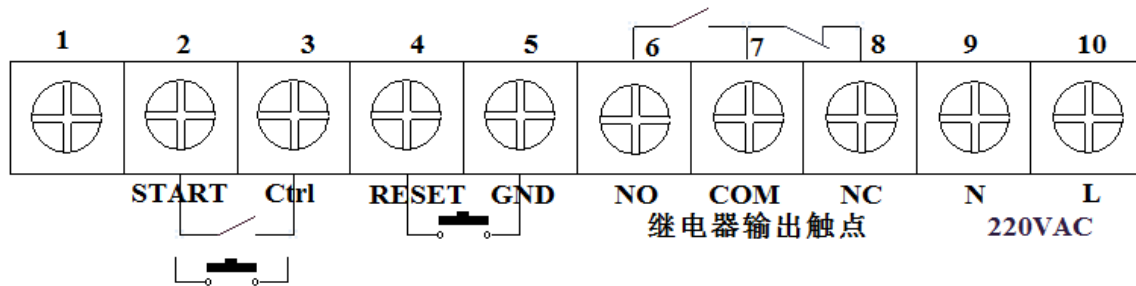 1 2 3 4 5 6 7 8 9 10
START Ctrl RESET GND NO COM NC N L
继电器输出触点 220VAC